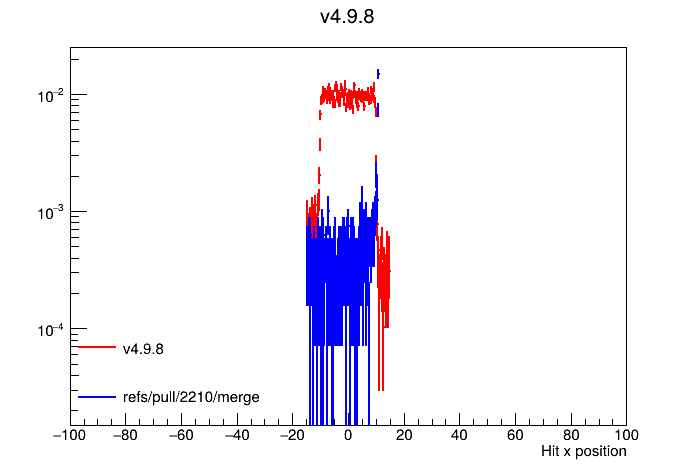 v4.9.8
10⁻²
10⁻³
10⁻⁴
v4.9.8
refs/pull/2210/merge
−100 −80 −60 −40 −20 0 20 40 60 80 100
Hit x position